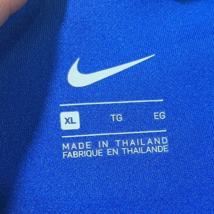 XL TG EG
MADE IN THAILAND
FABRIQUE EN THAILANDE